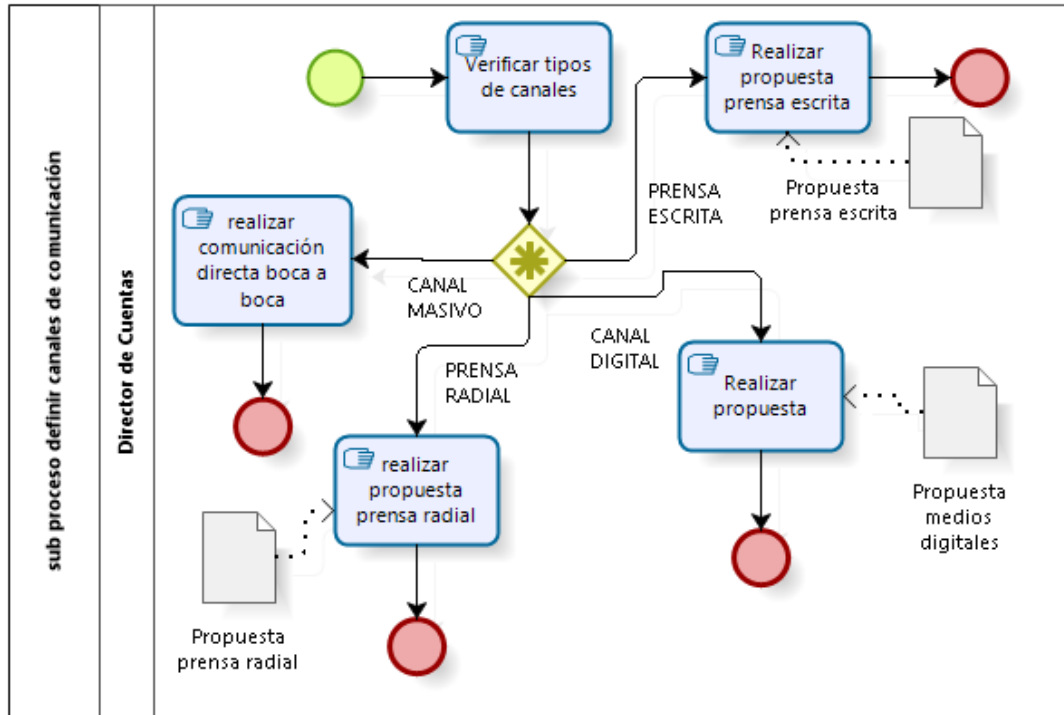 sub proceso definir canales de comunicación
Director de Cuentas
Verificar tipos
de canales
Realizar
propuesta
prensa escrita
PRENSA
ESCRITA
Propuesta
prensa escrita
realizar
comunicación
directa boca a
boca
CANAL
MASIVO
CANAL
DIGITAL
PRENSA
RADIAL
Realizar
propuesta
realizar
propuesta
prensa radial
Propuesta
medios
digitales
Propuesta
prensa radial